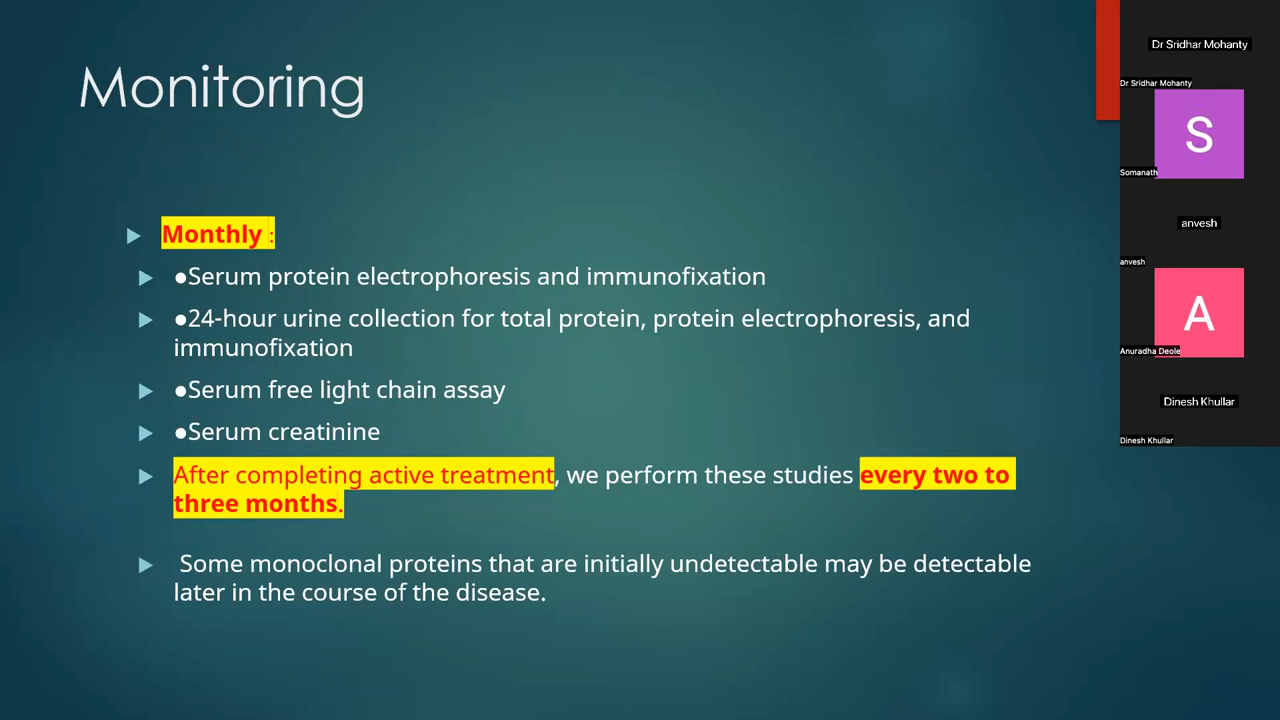 Monitoring
Monthly :
●Serum protein electrophoresis and immunofixation
●24-hour urine collection for total protein, protein electrophoresis, and
immunofixation
●Serum free light chain assay
●Serum creatinine
After completing active treatment, we perform these studies every two to
three months.
Some monoclonal proteins that are initially undetectable may be detectable
later in the course of the disease.
Dr Sridhar Mohanty
Dr Sridhar Mohanty
S
Somanath
anvesh
anvesh
A
Anuradha Deole
Dinesh Khullar
Dinesh Khullar